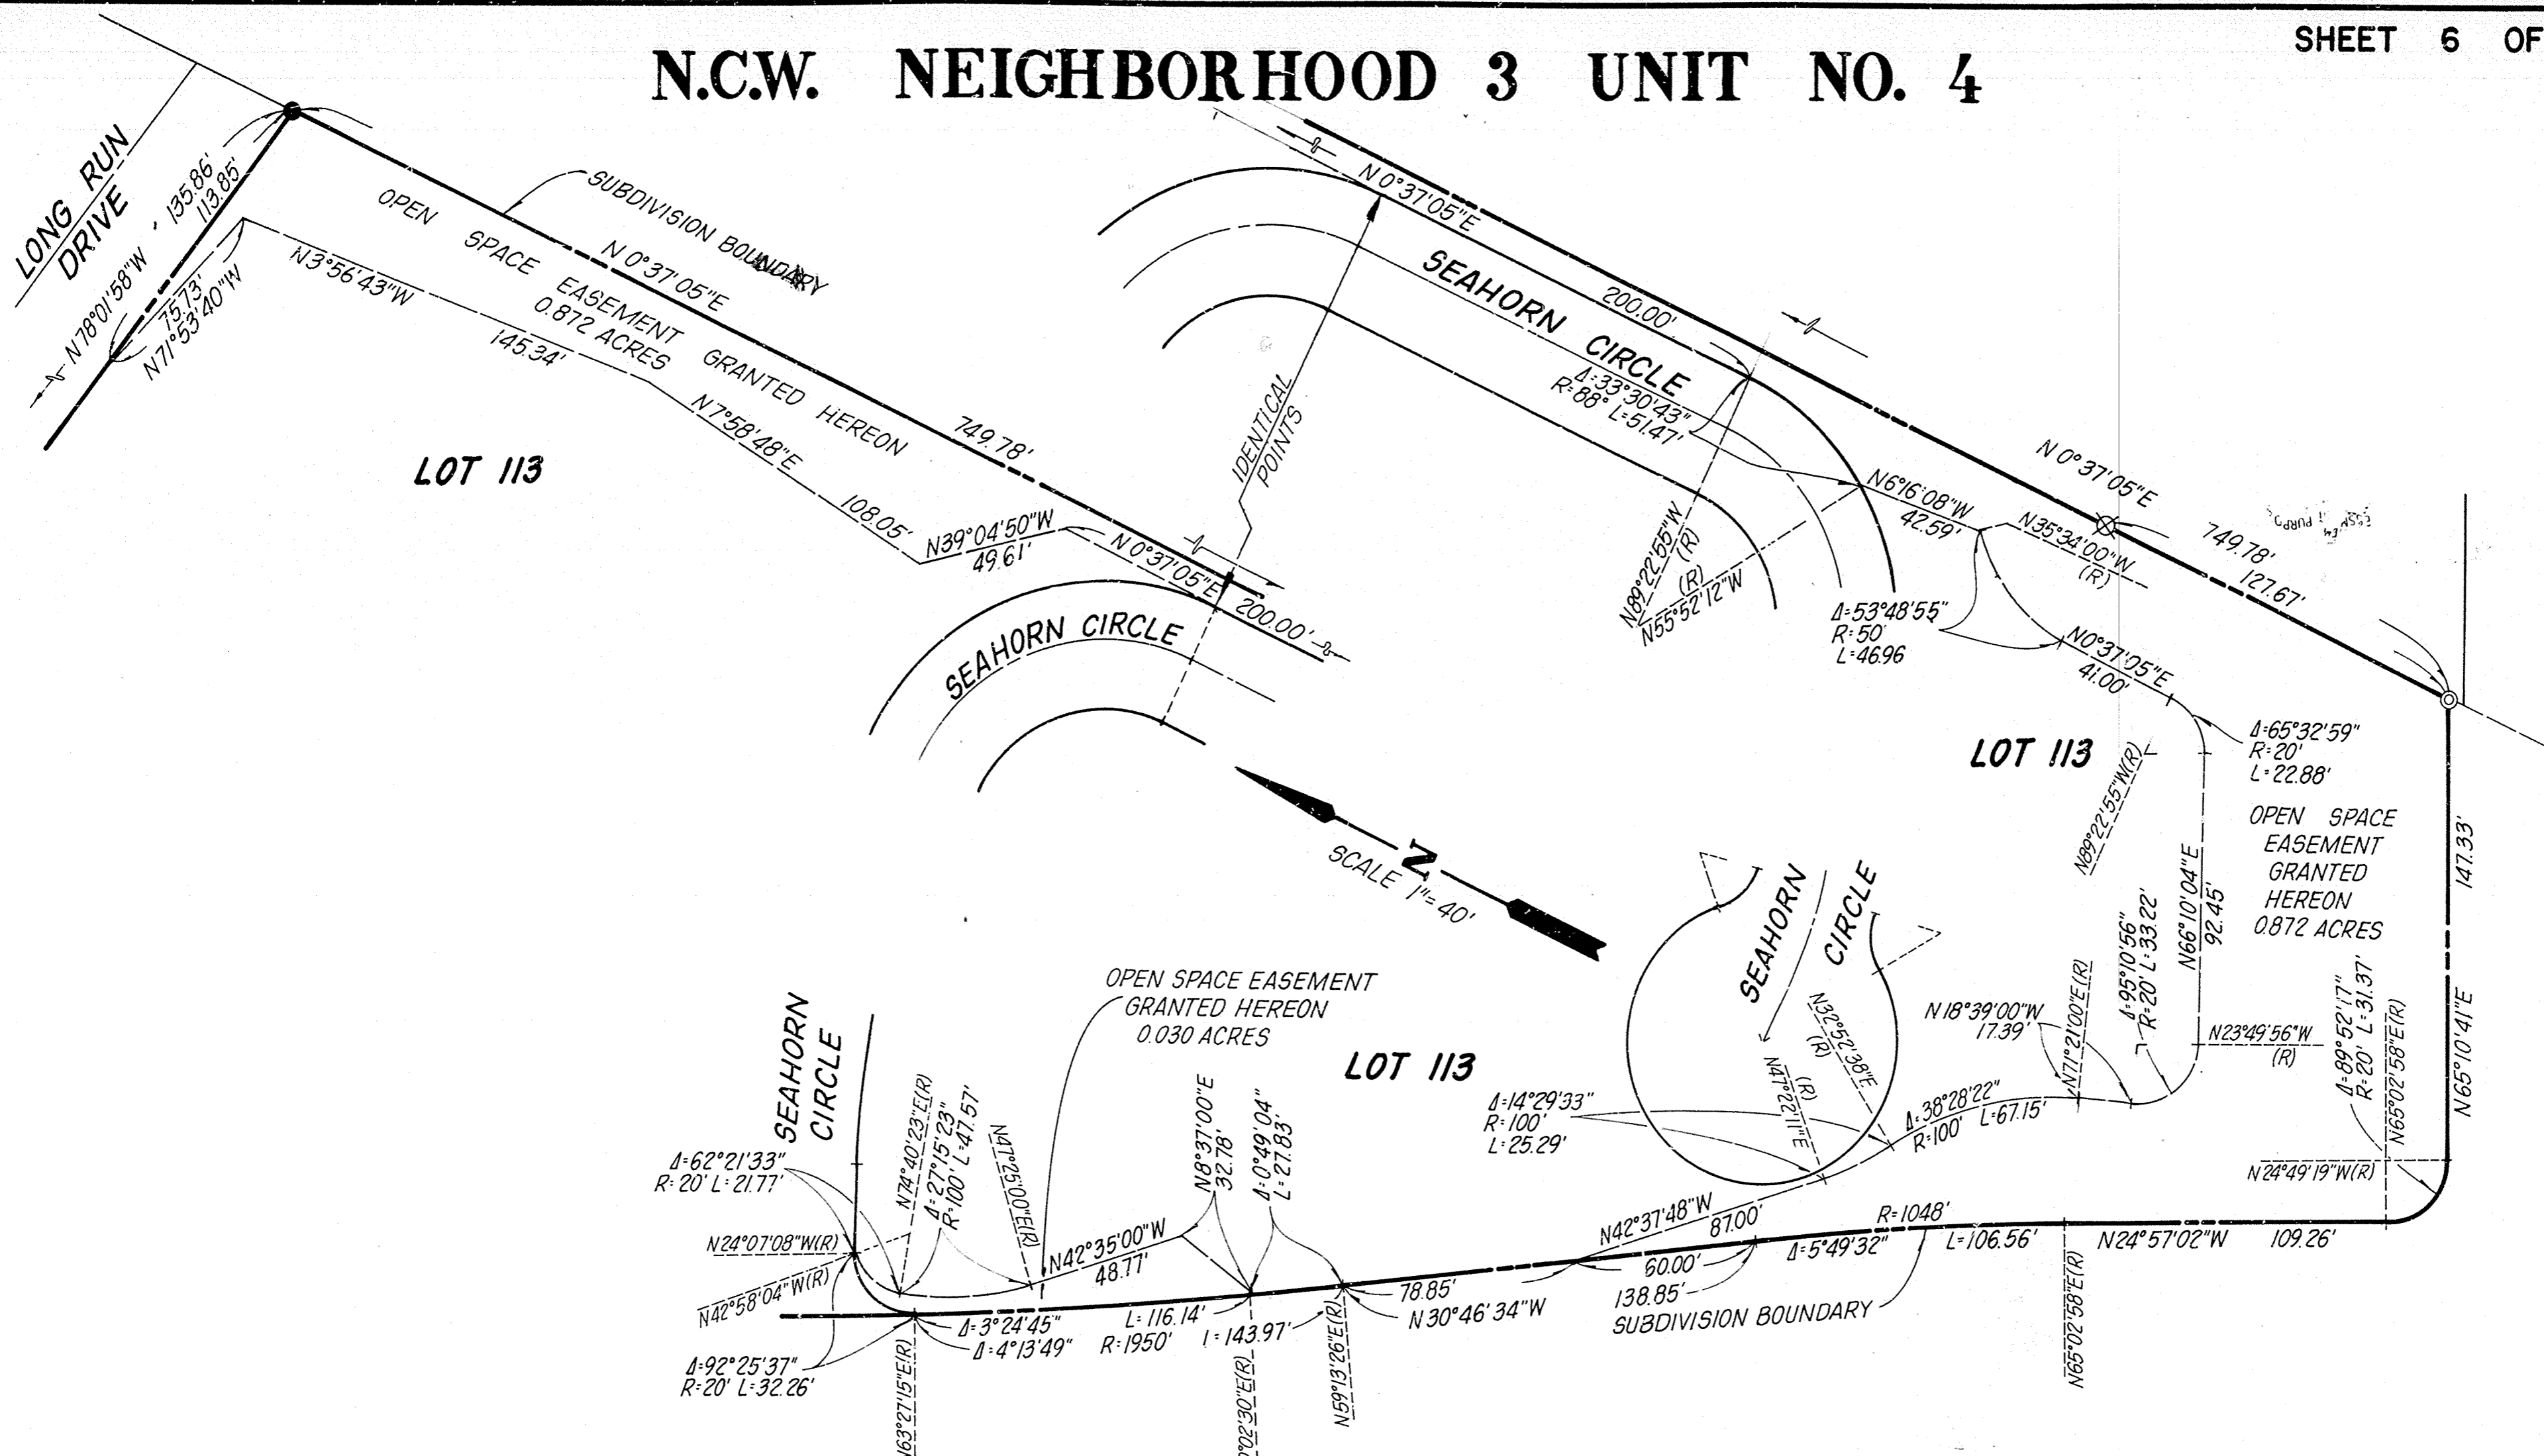 SHEET 6 OF
N.C.W. NEIGHBORHOOD 3 UNIT NO. 4
LONG RUN
DRIVE
135.86'
113.85'
N78°01'58"W
75.73'
N71°53'40"W
OPEN SPACE EASEMENT GRANTED HEREON
0.872 ACRES
SUBDIVISION BOUNDARY
N0°37'05"E
749.78'
N3°56'43"W
145.34'
N7°58'48"E
108.05'
N39°04'50"W
49.61'
N0°37'05"E
200.00'
LOT 113
SEAHORN CIRCLE
IDENTICAL
POINTS
N0°37'05"E
200.00'
SEAHORN CIRCLE
Δ=33°30'43"
R=88° L=51.47'
N89°22'55"W
(R)
(R)
N55°52'12"W
N6°16'08"W
42.59'
N35°34'00"W
(R)
N0°37'05"E
749.78'
127.67'
Δ=53°48'55"
R=50'
L=46.96
N0°37'05"E
41.00'
LOT 113
Δ=65°32'59"
R=20'
L=22.88'
N89°22'55"W(R)
OPEN SPACE
EASEMENT
GRANTED
HEREON
0.872 ACRES
N66°10'04"E
92.45'
147.33'
N65°10'41"E
Δ=95°10'56"
R=20' L=33.22'
N23°49'56"W
(R)
Δ=89°52'17"
R=20' L=31.37'
N65°02'58"E(R)
N24°49'19"W(R)
N
SCALE 1"=40'
SEAHORN
CIRCLE
N32°52'38"E
(R)
N47°22'11"E
(R)
N18°39'00"W
17.39'
N71°21'00"E(R)
Δ=14°29'33"
R=100'
L=25.29'
Δ=38°28'22"
R=100' L=67.15'
OPEN SPACE EASEMENT
GRANTED HEREON
0.030 ACRES
LOT 113
SEAHORN
CIRCLE
Δ=62°21'33"
R=20' L=21.77'
N74°40'23"E(R)
Δ=27°15'23"
R=100' L=47.57'
N47°25'00"E(R)
N42°35'00"W
48.77'
N8°37'00"E
32.78'
Δ=0°49'04"
L=27.83'
N24°07'08"W(R)
N42°58'04"W(R)
Δ=92°25'37"
R=20' L=32.26'
N63°27'15"E(R)
Δ=3°24'45"
Δ=4°13'49"
L=116.14'
R=1950'
L=143.97'
°02'30"E(R)
N59°13'26"E(R)
78.85'
N30°46'34"W
N42°37'48"W
87.00'
60.00'
138.85'
SUBDIVISION BOUNDARY
R=1048'
Δ=5°49'32"
L=106.56'
N65°02'58"E(R)
N24°57'02"W
109.26'